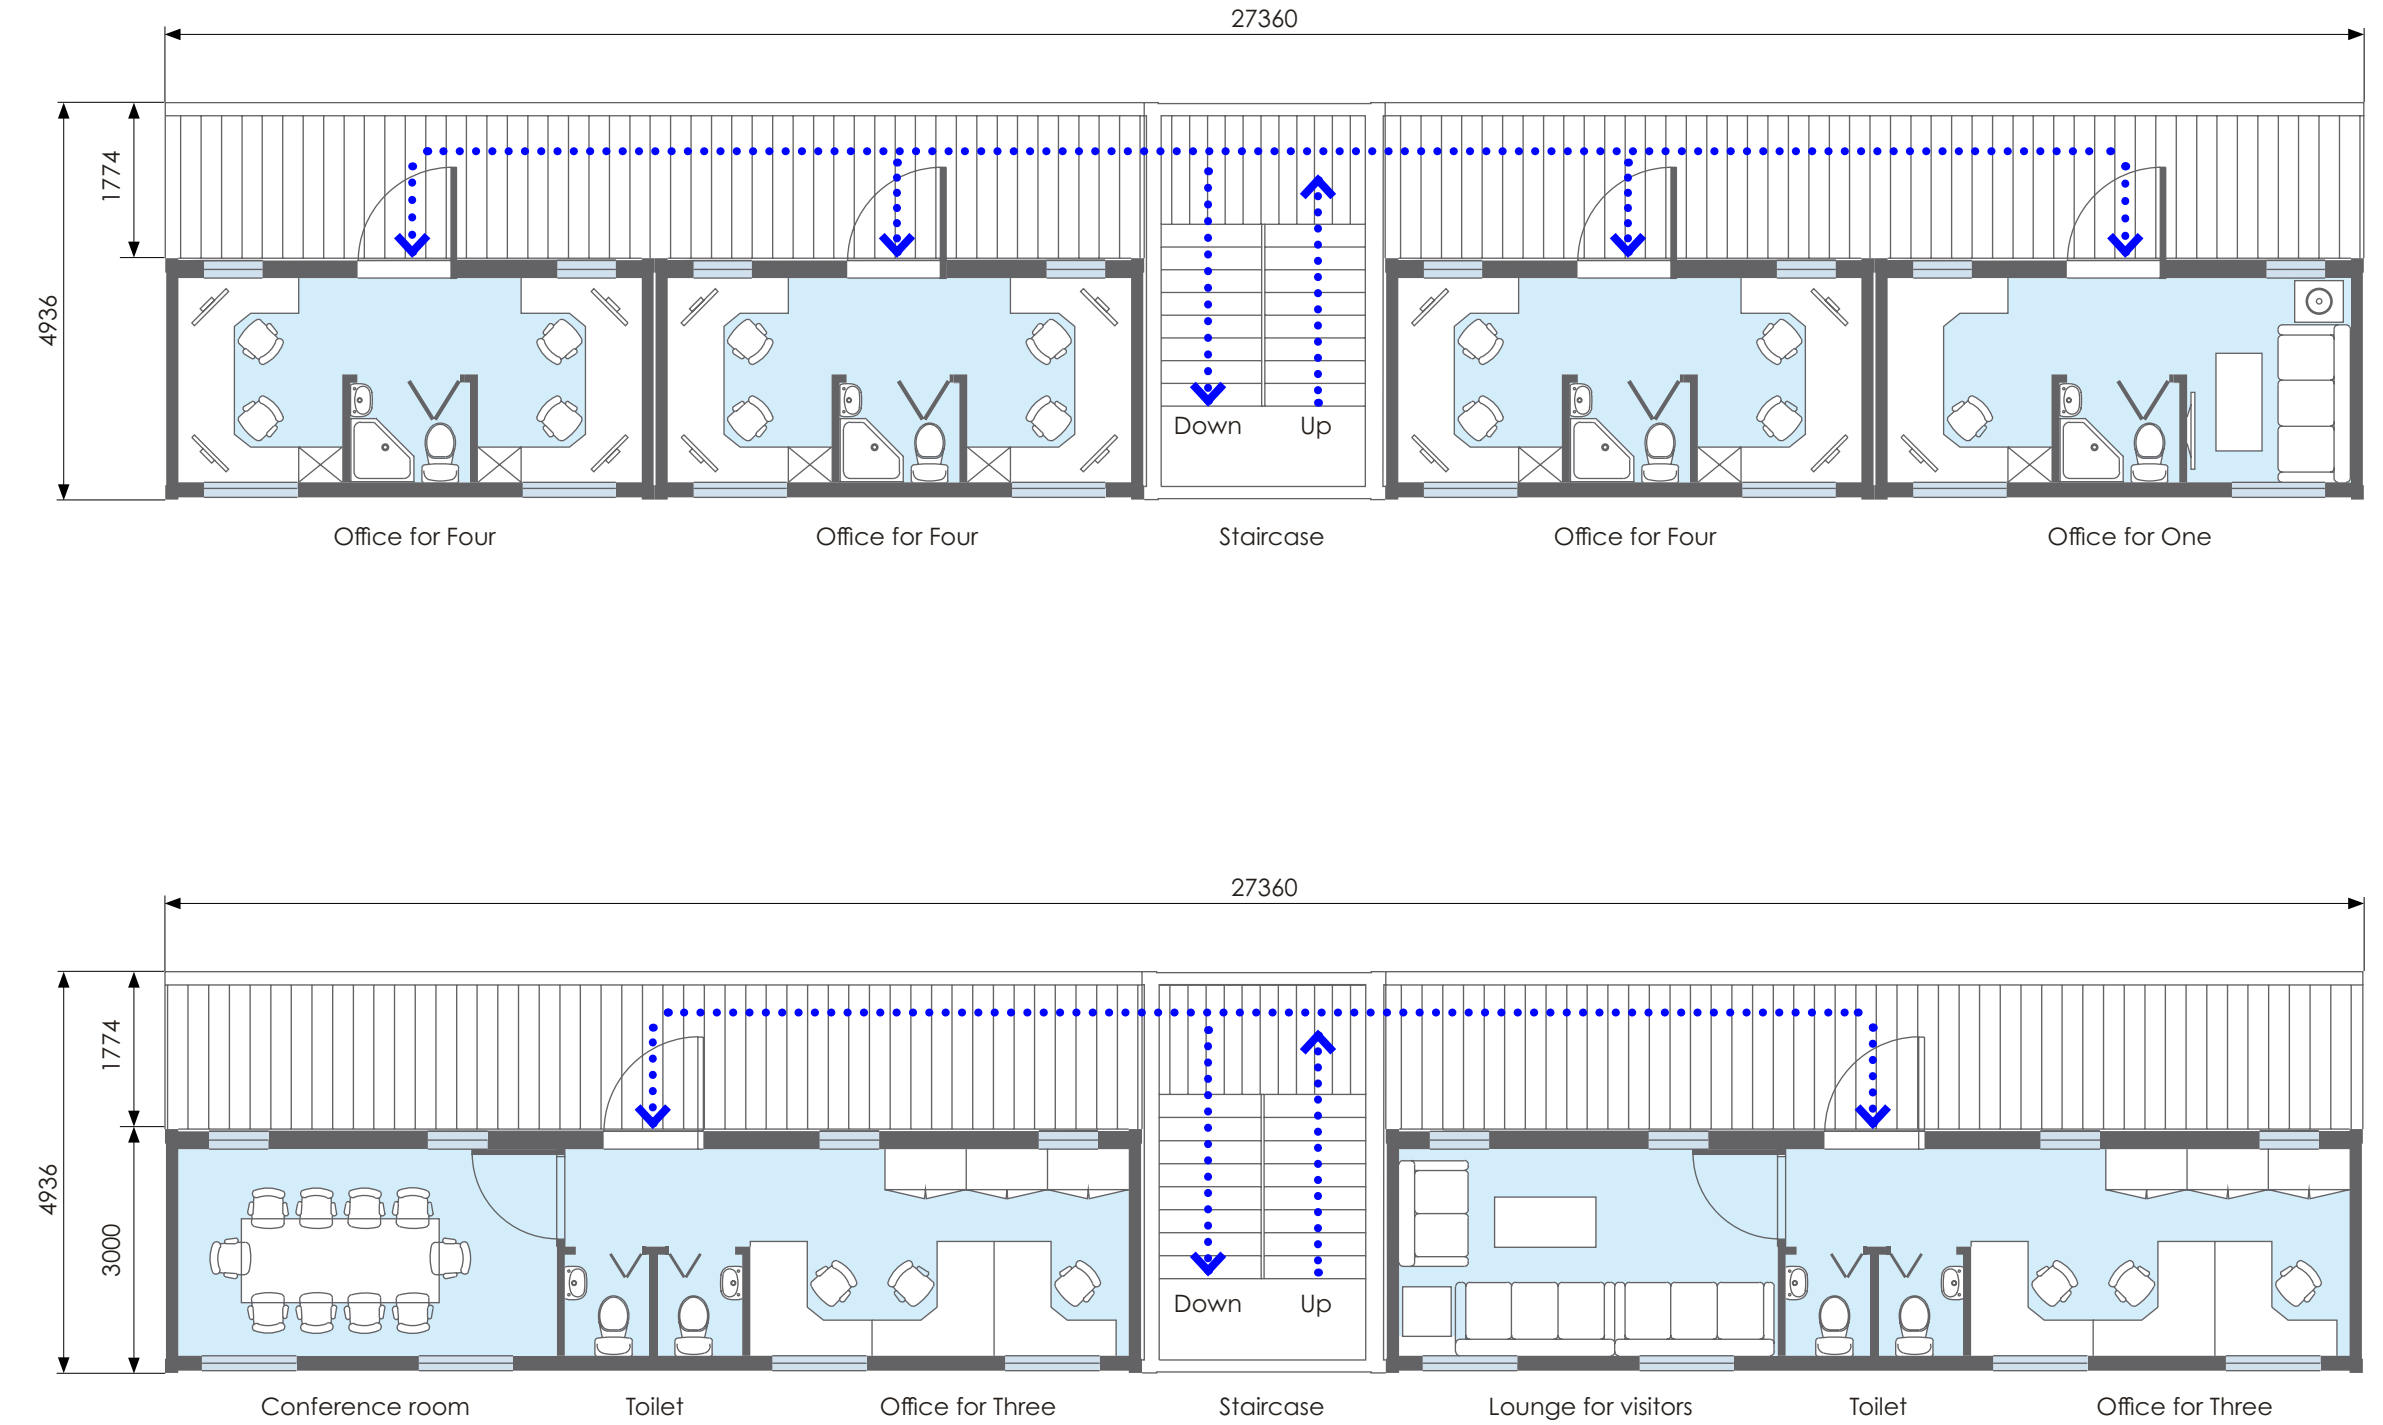 27360
1774
4936
Down Up
Office for Four Office for Four Staircase Office for Four Office for One
27360
1774
4936
3000
Down Up
Conference room Toilet Office for Three Staircase Lounge for visitors Toilet Office for Three